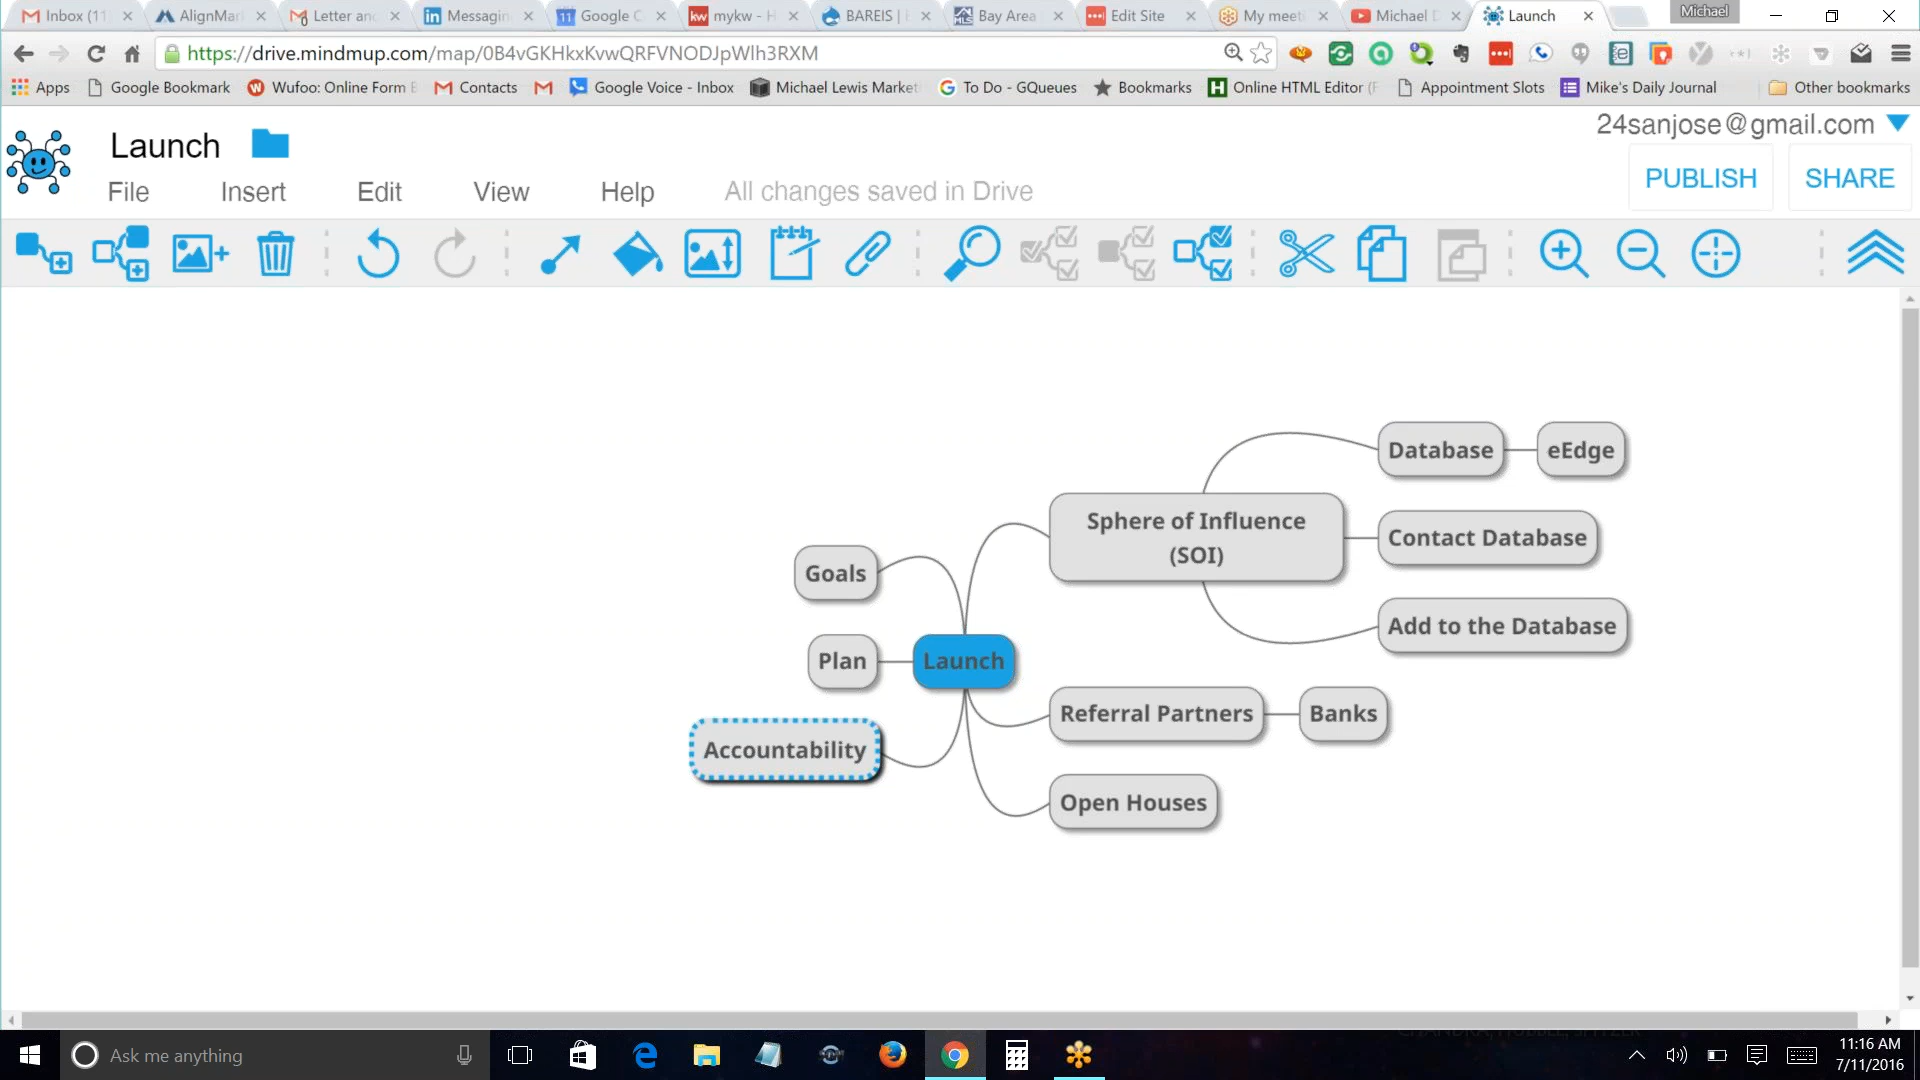 Inbox (11
AlignMar
Letter and
Messagin
Google C
mykw - H
BAREIS |
Bay Area
Edit Site
My meeti
Michael D
Launch
Michael
https://drive.mindmup.com/map/0B4vGKHkxKvwQRFVNODJpWlh3RXM
Apps
Google Bookmark
Wufoo: Online Form
Contacts
Google Voice - Inbox
Michael Lewis Market
To Do - GQueues
Bookmarks
Online HTML Editor (F
Appointment Slots
Mike's Daily Journal
Other bookmarks
Launch
24sanjose@gmail.com
File
Insert
Edit
View
Help
All changes saved in Drive
PUBLISH
SHARE
Database
eEdge
Sphere of Influence
(SOI)
Contact Database
Goals
Add to the Database
Plan
Launch
Referral Partners
Banks
Accountability
Open Houses
Ask me anything
11:16 AM
7/11/2016